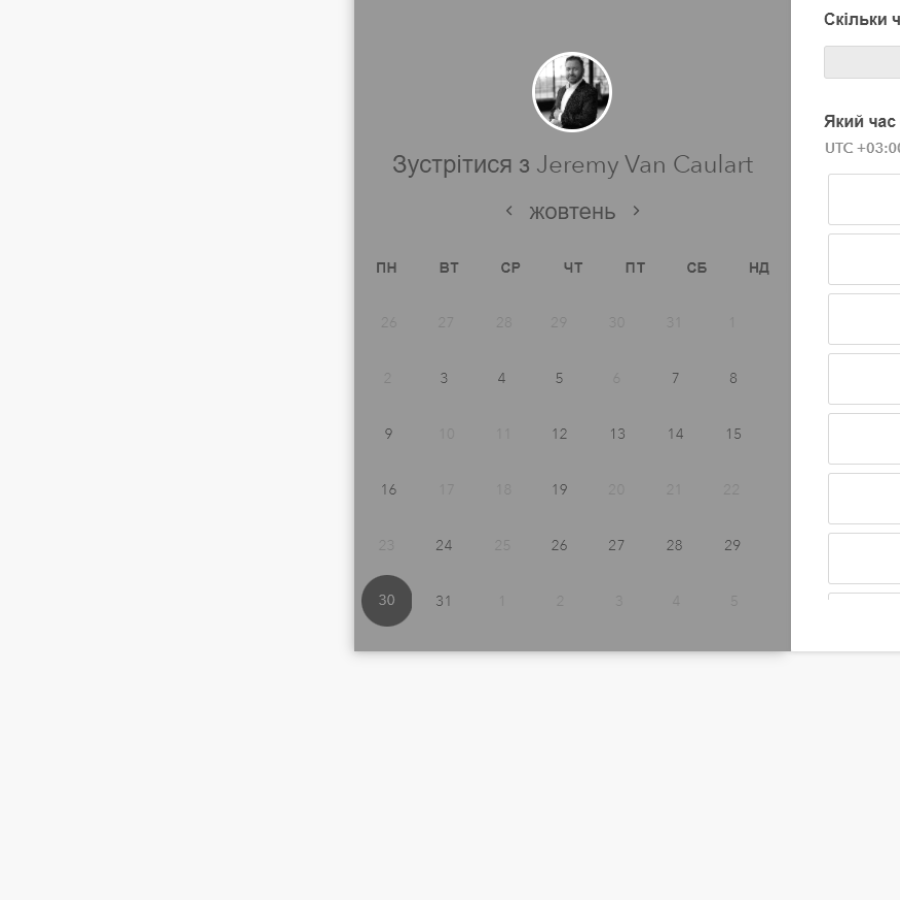 Зустрітися з Jeremy Van Caulart
жовтень
ПН ВТ СР ЧТ ПТ СБ НД
26 27 28 29 30 31 1
2 3 4 5 6 7 8
9 10 11 12 13 14 15
16 17 18 19 20 21 22
23 24 25 26 27 28 29
30 31 1 2 3 4 5
Скільки
Який час
UTC +03:00